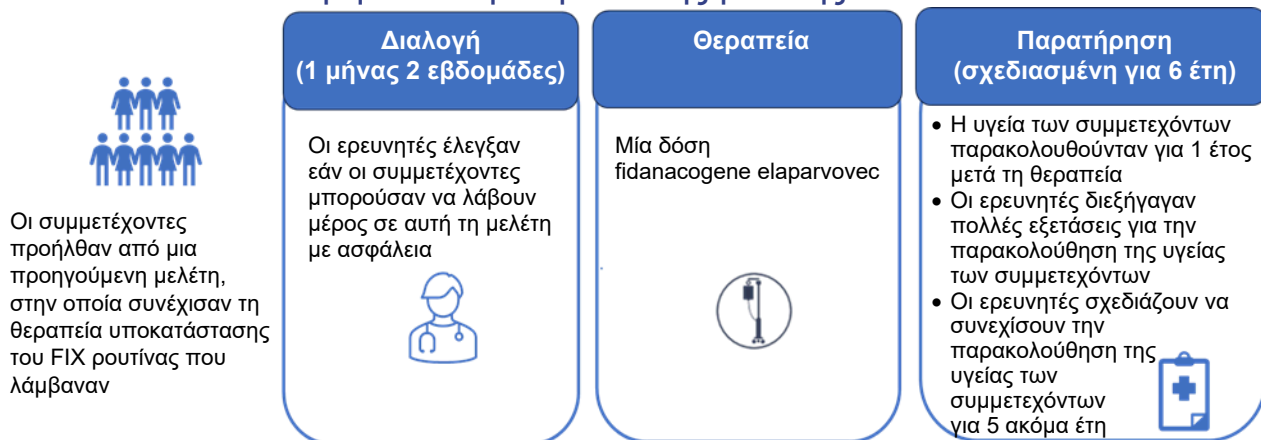 Οι συμμετέχοντες
προήλθαν από μια
προηγούμενη μελέτη,
στην οποία συνέχισαν τη
θεραπεία υποκατάστασης
του FIX ρουτίνας που
λάμβαναν
Διαλογή
(1 μήνας 2 εβδομάδες)
Οι ερευνητές έλεγξαν
εάν οι συμμετέχοντες
μπορούσαν να λάβουν
μέρος σε αυτή τη μελέτη
με ασφάλεια
Θεραπεία
Μία δόση
fidanacogene elaparvovec
Παρατήρηση
(σχεδιασμένη για 6 έτη)
• Η υγεία των συμμετεχόντων
παρακολουθούνταν για 1 έτος
μετά τη θεραπεία
• Οι ερευνητές διεξήγαγαν
πολλές εξετάσεις για την
παρακολούθηση της υγείας
των συμμετεχόντων
• Οι ερευνητές σχεδιάζουν να
συνεχίσουν την
παρακολούθηση της
υγείας των
συμμετεχόντων
για 5 ακόμα έτη